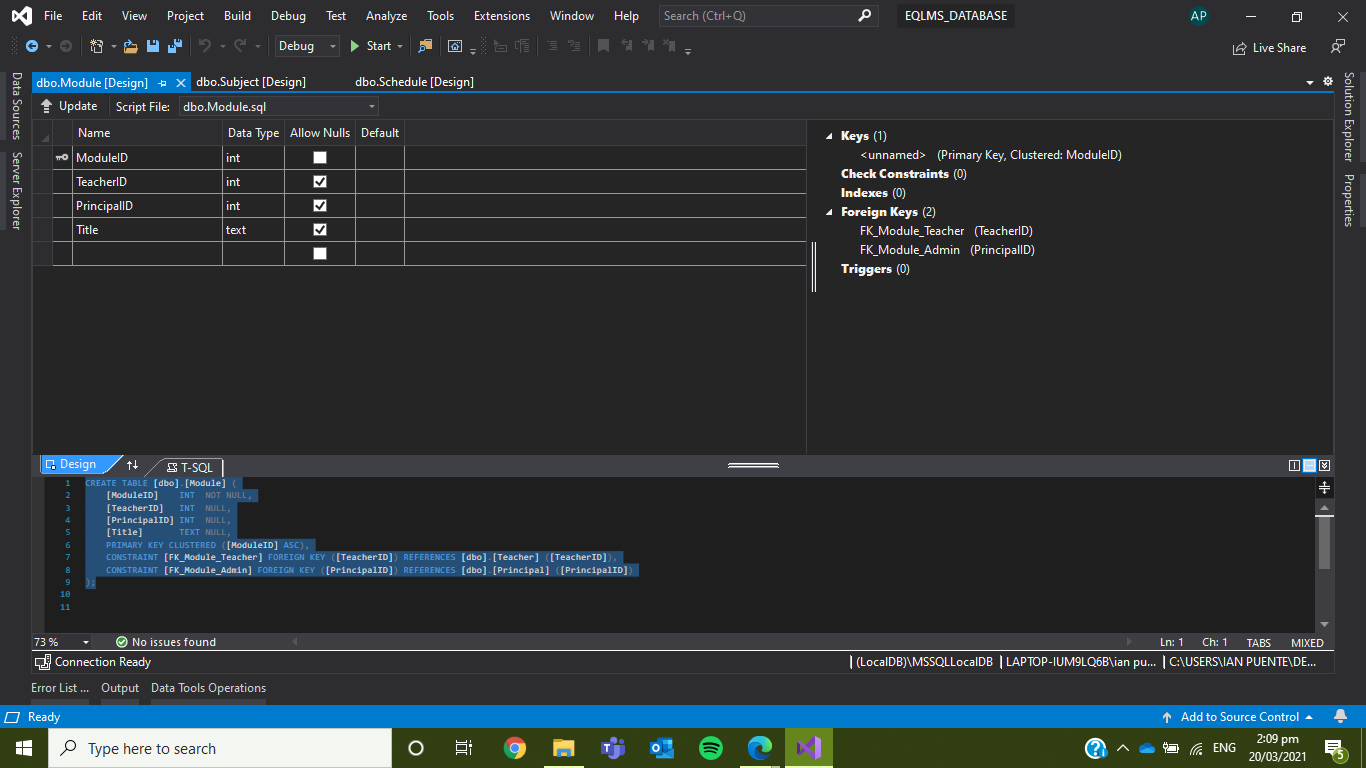 File Edit View Project Build Debug Test Analyze Tools Extensions Window Help Search (Ctrl+Q) EQLMS_DATABASE AP
Debug Start Live Share
Data Sources
Server Explorer
dbo.Module [Design] dbo.Subject [Design] dbo.Schedule [Design]
Update Script File: dbo.Module.sql
Name Data Type Allow Nulls Default
ModuleID int
TeacherID int
PrincipalID int
Title text
Keys (1)
<unnamed> (Primary Key, Clustered: ModuleID)
Check Constraints (0)
Indexes (0)
Foreign Keys (2)
FK_Module_Teacher (TeacherID)
FK_Module_Admin (PrincipalID)
Triggers (0)
Solution Explorer
Properties
Design T-SQL
1 CREATE TABLE [dbo].[Module] (
2 [ModuleID] INT NOT NULL,
3 [TeacherID] INT NULL,
4 [PrincipalID] INT NULL,
5 [Title] TEXT NULL,
6 PRIMARY KEY CLUSTERED ([ModuleID] ASC),
7 CONSTRAINT [FK_Module_Teacher] FOREIGN KEY ([TeacherID]) REFERENCES [dbo].[Teacher] ([TeacherID]),
8 CONSTRAINT [FK_Module_Admin] FOREIGN KEY ([PrincipalID]) REFERENCES [dbo].[Principal] ([PrincipalID])
9 );
10
11
73 % No issues found Ln: 1 Ch: 1 TABS MIXED
Connection Ready (LocalDB)\MSSQLLocalDB LAPTOP-IUM9LQ6B\ian pu... C:\USERS\IAN PUENTE\DE...
Error List ... Output Data Tools Operations
Ready Add to Source Control
Type here to search ENG 2:09 pm
20/03/2021 5